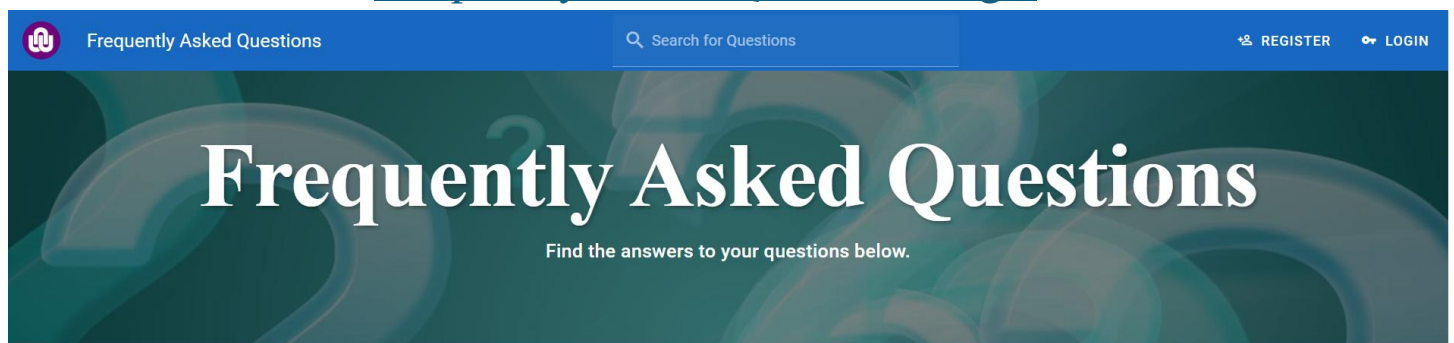 Frequently Asked Questions
Search for Questions
REGISTER
LOGIN
Frequently Asked Questions
Find the answers to your questions below.